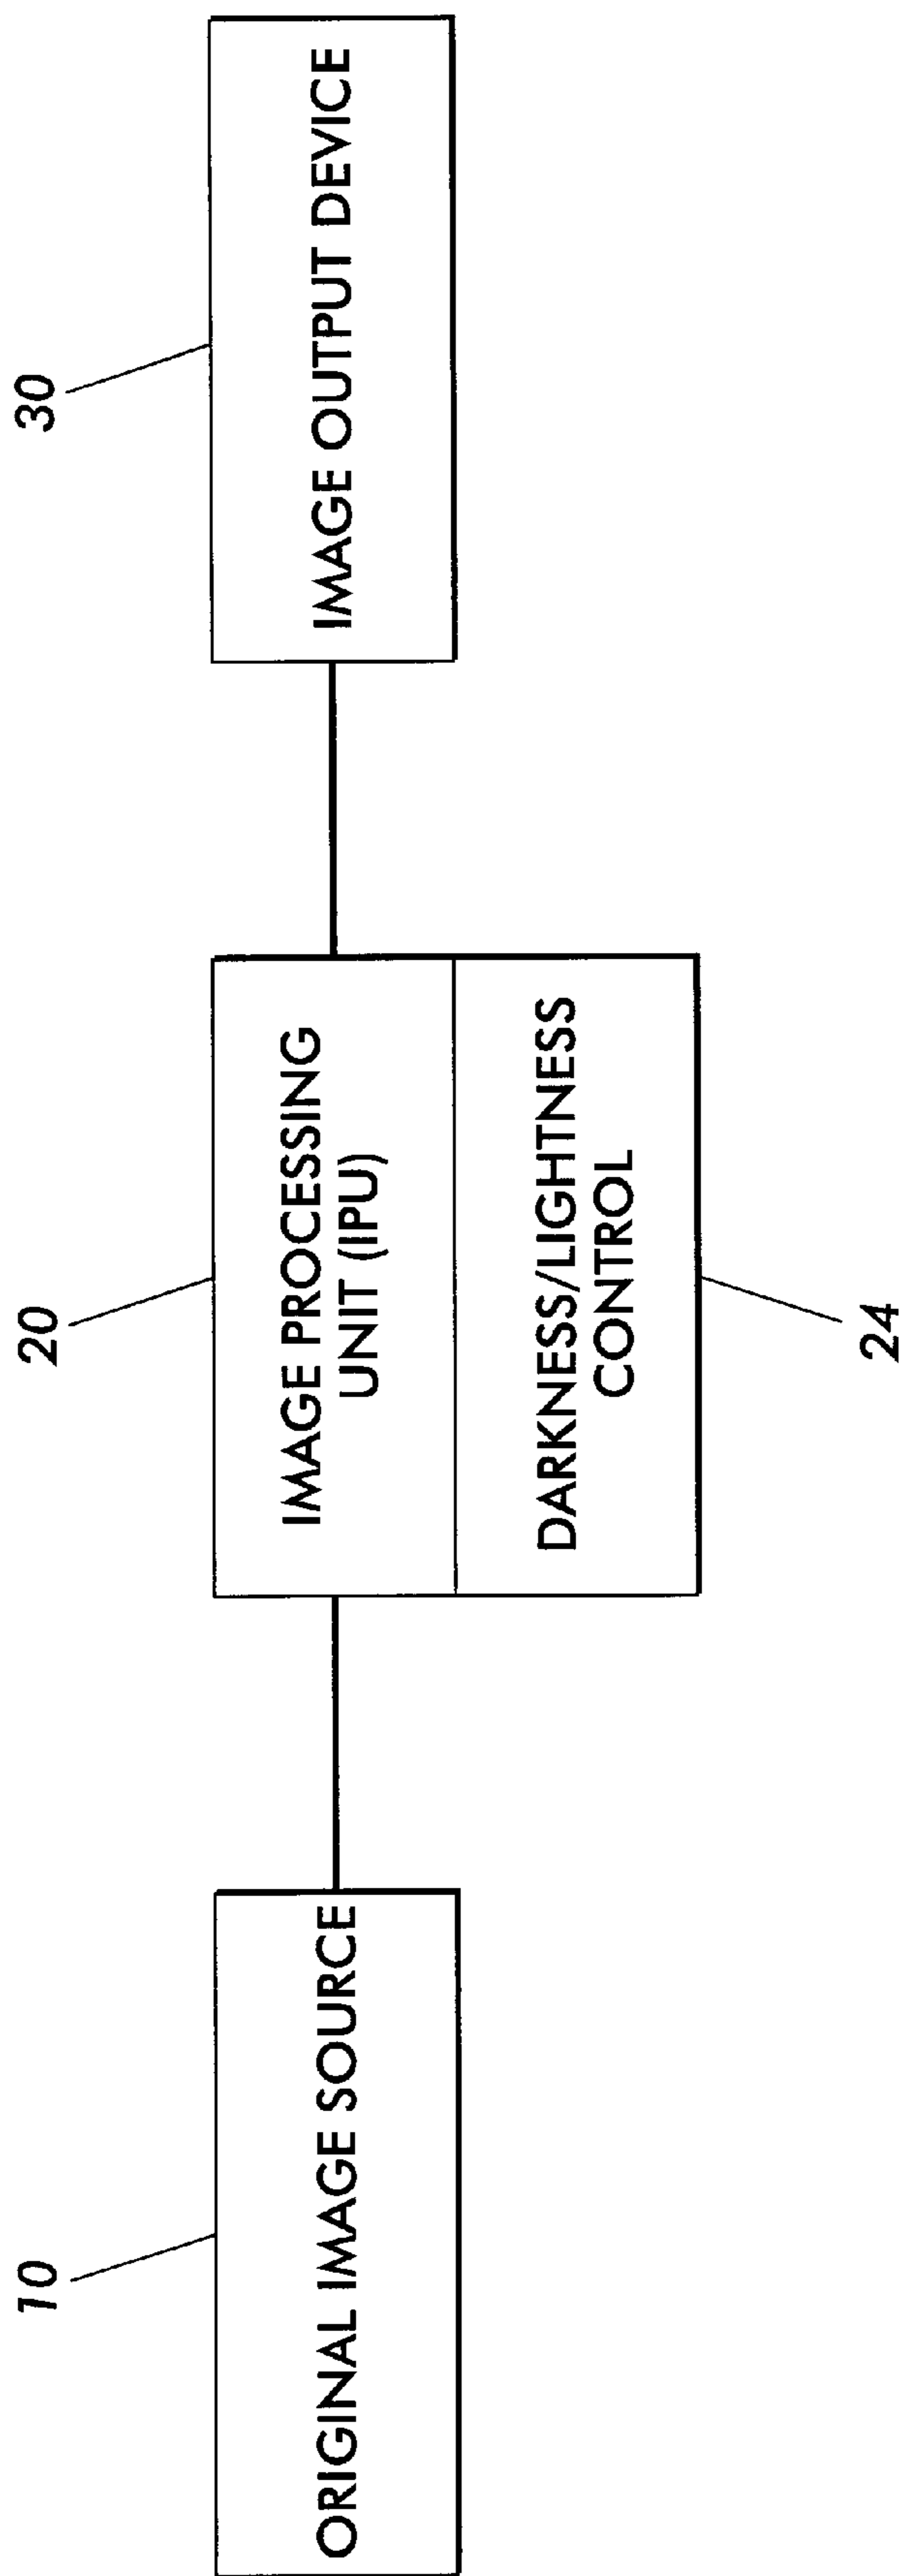 10
20
30
ORIGINAL IMAGE SOURCE
IMAGE PROCESSING
UNIT (IPU)
DARKNESS/LIGHTNESS
CONTROL
IMAGE OUTPUT DEVICE
24